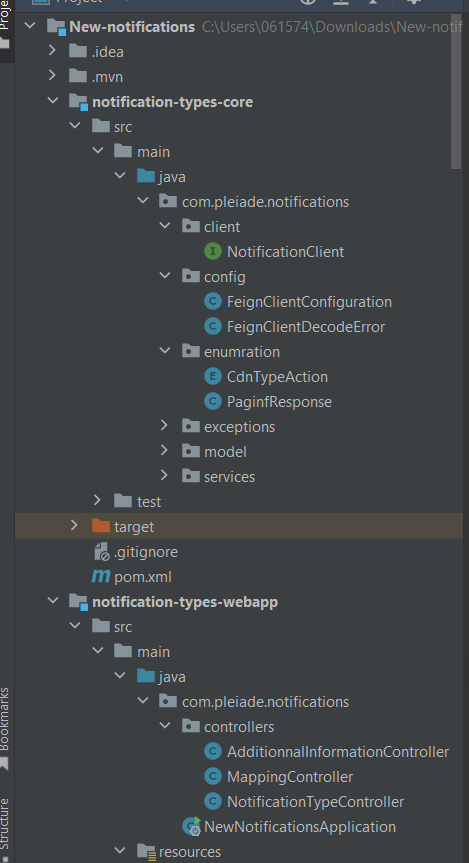 Project
New-notifications C:\Users\061574\Downloads\New-notif
.idea
.mvn
notification-types-core
src
main
java
com.pleiade.notifications
client
NotificationClient
config
FeignClientConfiguration
FeignClientDecodeError
enumration
CdnTypeAction
PaginfResponse
exceptions
model
services
test
target
.gitignore
pom.xml
notification-types-webapp
src
main
java
com.pleiade.notifications
controllers
AdditionnalInformationController
MappingController
NotificationTypeController
NewNotificationsApplication
resources
Proje
Bookmarks
Structure